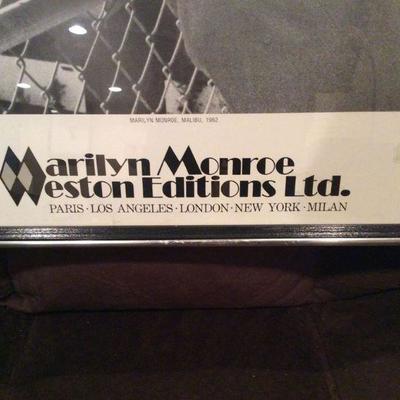 MARILYN MONROE, MALIBU, 1962
Marilyn Monroe
Weston Editions Ltd.
PARIS · LOS ANGELES · LONDON · NEW YORK · MILAN